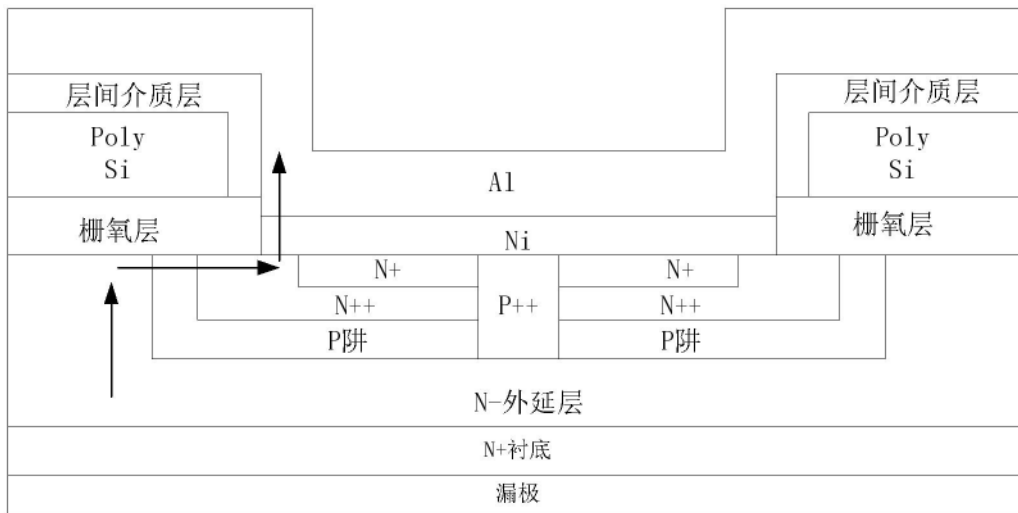 层间介质层
层间介质层
Poly
Si
Poly
Si
Al
栅氧层
栅氧层
Ni
N+
N+
N++
P++
N++
P阱
P阱
N-外延层
N+衬底
漏极